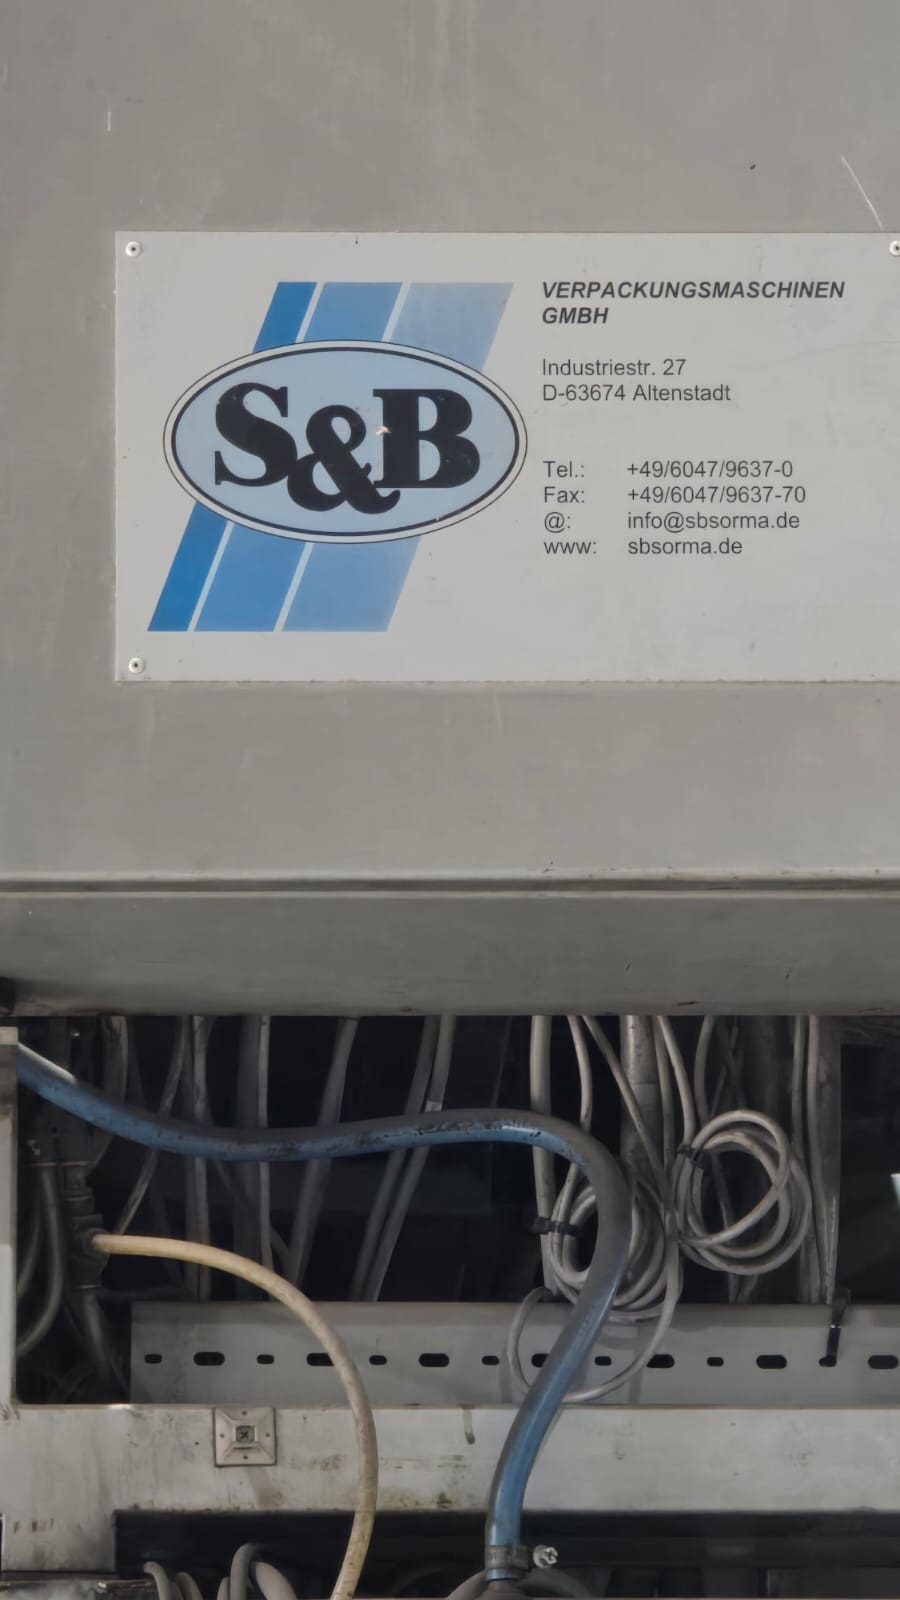 S&B
VERPACKUNGSMASCHINEN
GMBH
Industriestr. 27
D-63674 Altenstadt
Tel.: +49/6047/9637-0
Fax: +49/6047/9637-70
@: info@sbsorma.de
www: sbsorma.de